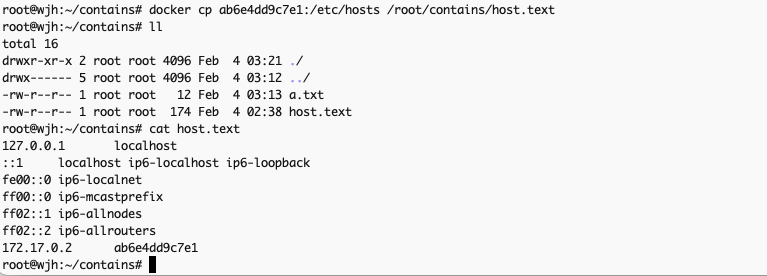 root@wjh:~/contains# docker cp ab6e4dd9c7e1:/etc/hosts /root/contains/host.text
root@wjh:~/contains# ll
total 16
drwxr-xr-x 2 root root 4096 Feb  4 03:21 ./
drwx------ 5 root root 4096 Feb  4 03:12 ../
-rw-r--r-- 1 root root   12 Feb  4 03:13 a.txt
-rw-r--r-- 1 root root  174 Feb  4 02:38 host.text
root@wjh:~/contains# cat host.text
127.0.0.1       localhost
::1     localhost ip6-localhost ip6-loopback
fe00::0 ip6-localnet
ff00::0 ip6-mcastprefix
ff02::1 ip6-allnodes
ff02::2 ip6-allrouters
172.17.0.2      ab6e4dd9c7e1
root@wjh:~/contains#